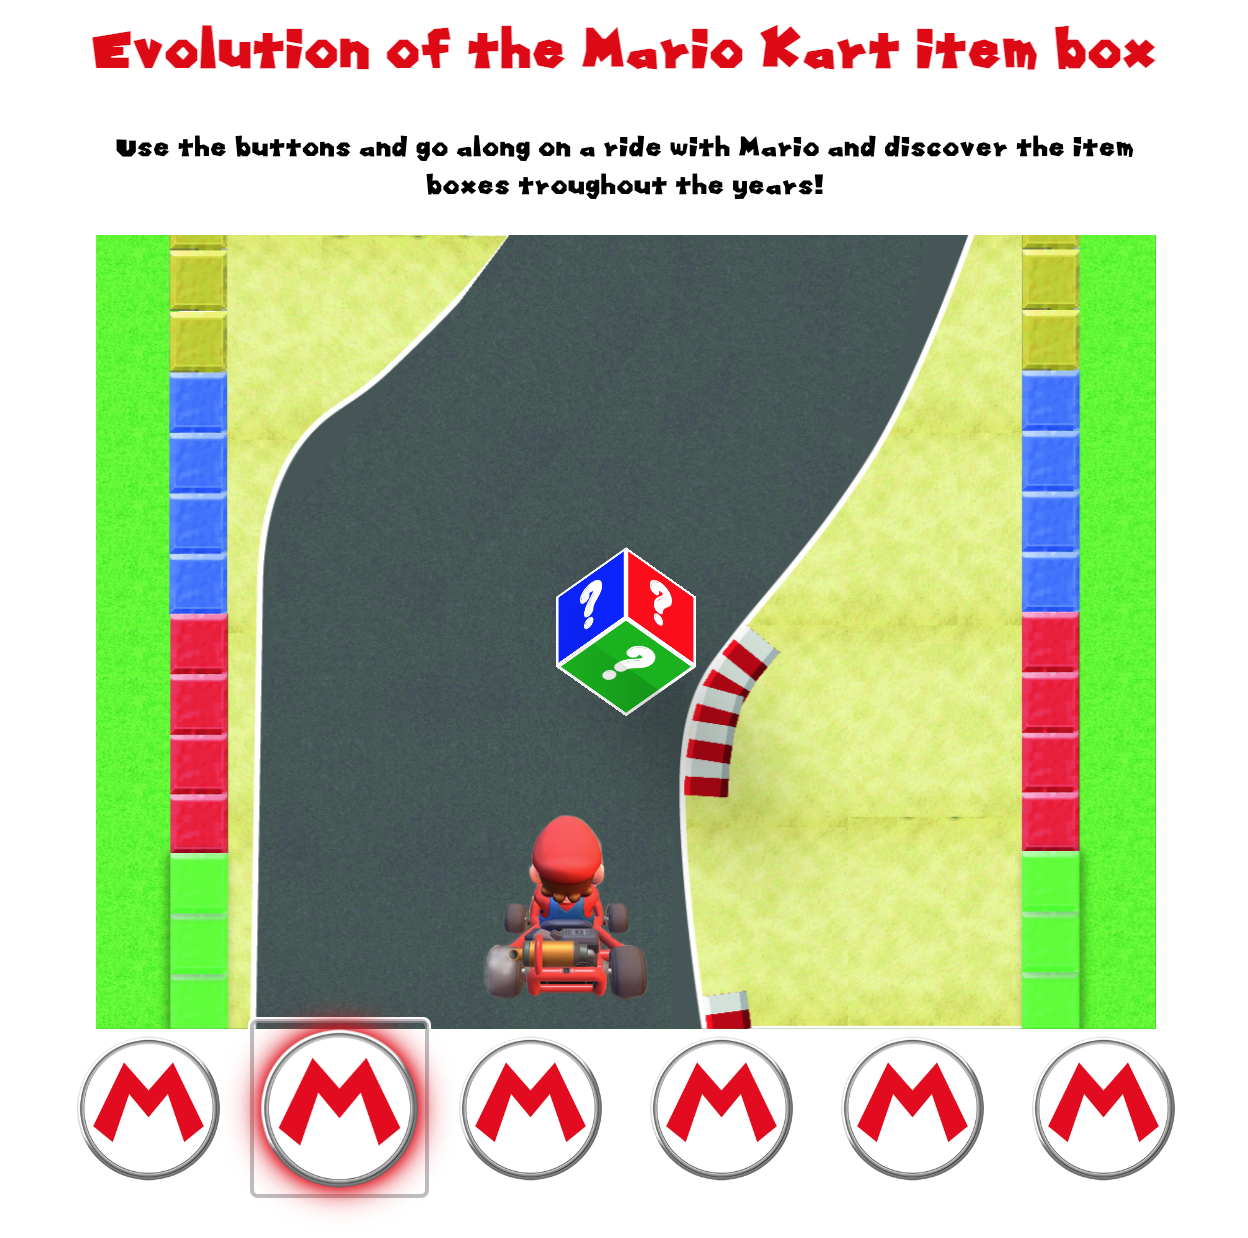 Evolution of the Mario Kart item box
Use the buttons and go along on a ride with Mario and discover the item
boxes troughout the years!
? ?
?
M M M M M M